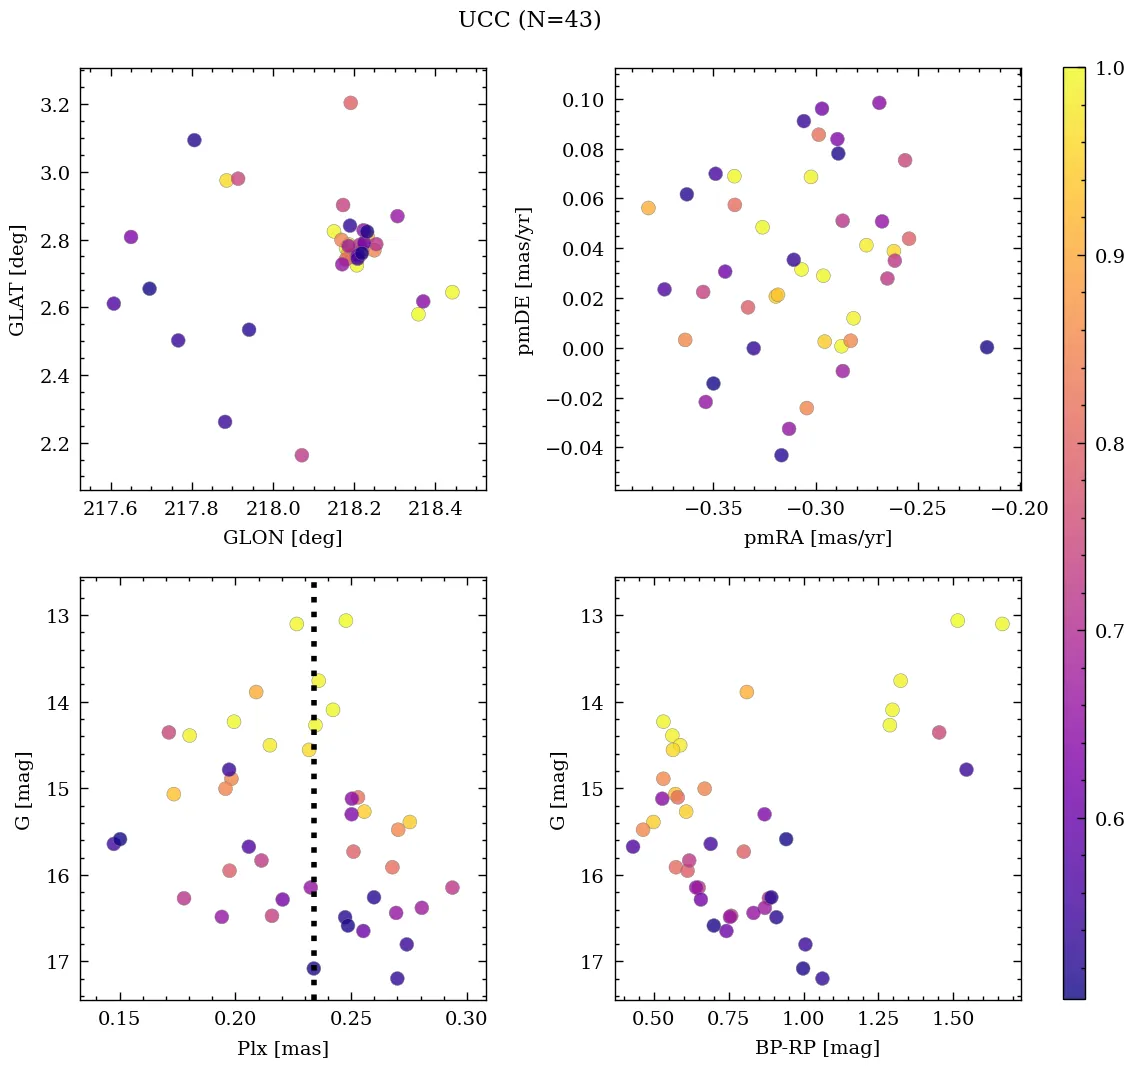 UCC (N=43)
3.2
3.0
2.8
2.6
2.4
2.2
GLAT [deg]
217.6 217.8 218.0 218.2 218.4
GLON [deg]
0.10
0.08
0.06
0.04
0.02
0.00
−0.02
−0.04
pmDE [mas/yr]
−0.35 −0.30 −0.25 −0.20
pmRA [mas/yr]
13
14
15
16
17
G [mag]
0.15 0.20 0.25 0.30
Plx [mas]
13
14
15
16
17
G [mag]
0.50 0.75 1.00 1.25 1.50
BP-RP [mag]
1.0
0.9
0.8
0.7
0.6